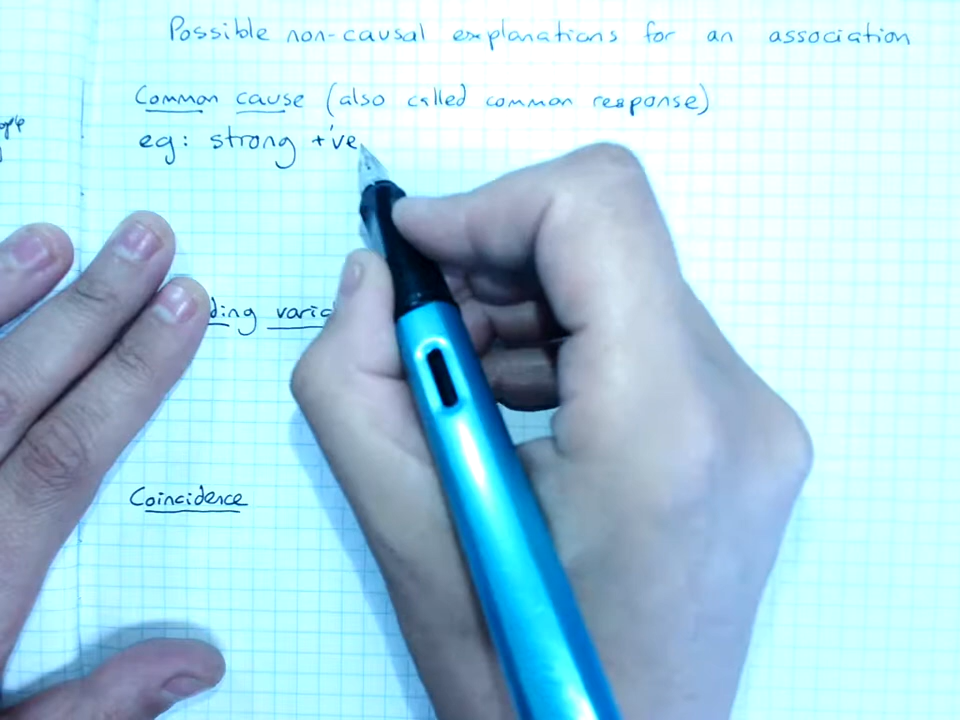 Possible non-causal explanations for an association
Common cause (also called common response)
eg: strong +'ve
Coincidence